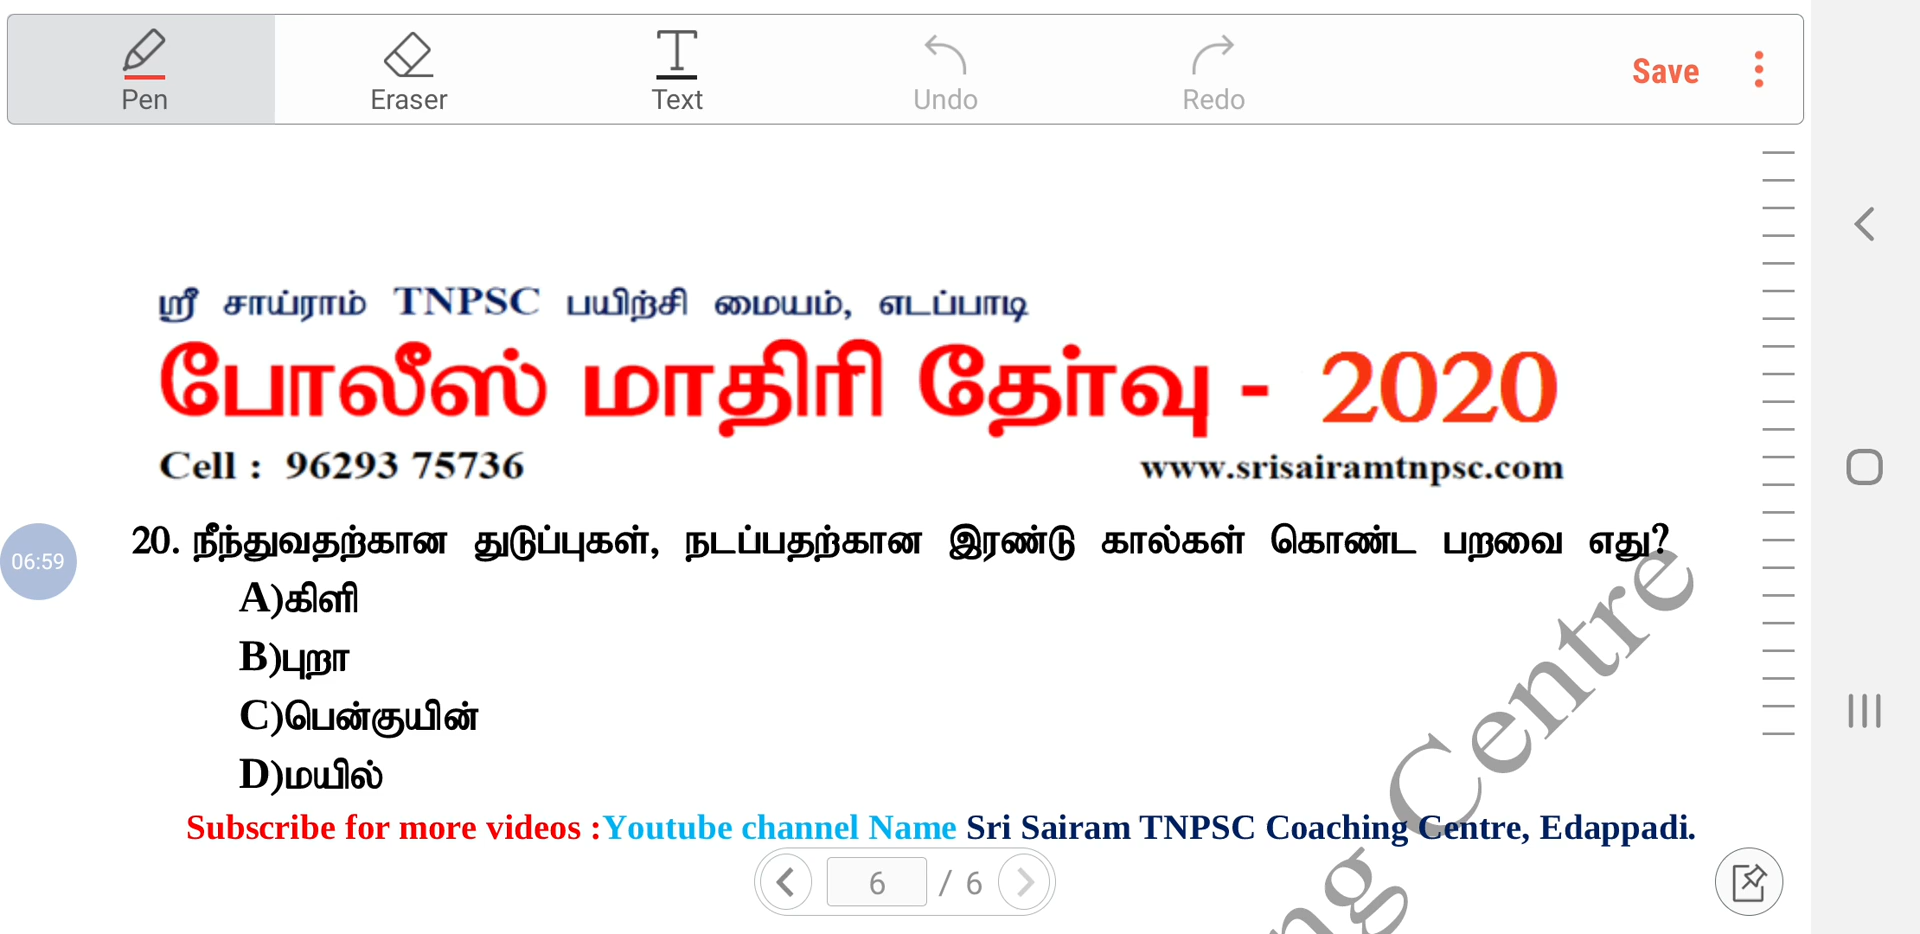 Pen Eraser Text Undo Redo Save
ஸ்ரீ சாய்ராம் TNPSC பயிற்சி மையம், எடப்பாடி
போலீஸ் மாதிரி தேர்வு - 2020
Cell : 96293 75736 www.srisairamtnpsc.com
06:59
20. நீந்துவதற்கான துடுப்புகள், நடப்பதற்கான இரண்டு கால்கள் கொண்ட பறவை எது?
A)கிளி
B)புறா
C)பென்குயின்
D)மயில்
Subscribe for more videos :Youtube channel Name Sri Sairam TNPSC Coaching Centre, Edappadi.
6 / 6
ng Centre